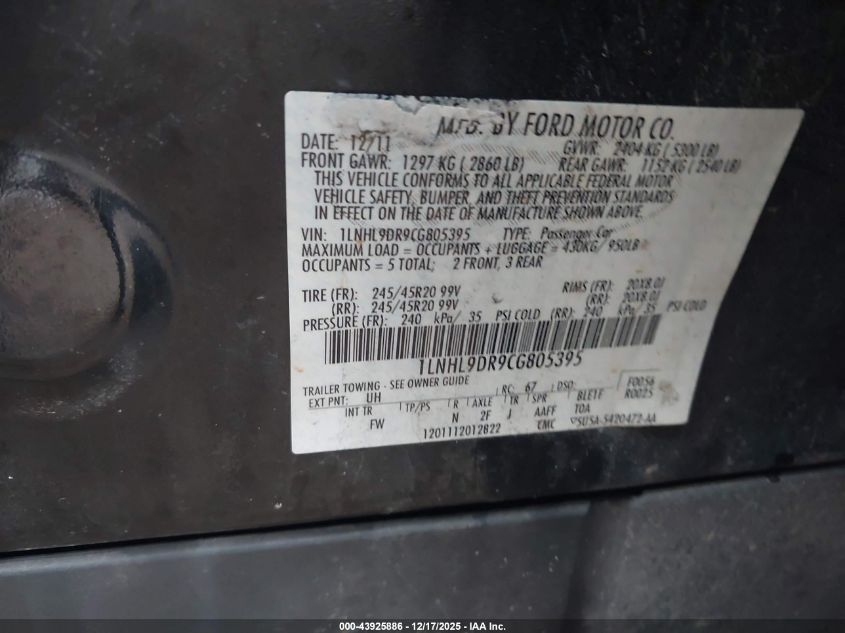 MFD. BY FORD MOTOR CO.
DATE: 12/11 GVWR: 2404 KG ( 5300 LB)
FRONT GAWR: 1297 KG ( 2860 LB) REAR GAWR: 1152 KG ( 2540 LB)
THIS VEHICLE CONFORMS TO ALL APPLICABLE FEDERAL MOTOR
VEHICLE SAFETY, BUMPER, AND THEFT PREVENTION STANDARDS
IN EFFECT ON THE DATE OF MANUFACTURE SHOWN ABOVE.
VIN: 1LNHL9DR9CG805395 TYPE: Passenger Car
MAXIMUM LOAD = OCCUPANTS + LUGGAGE = 430KG/ 950LB
OCCUPANTS = 5 TOTAL; 2 FRONT, 3 REAR
TIRE (FR): 245/45R20 99V RIMS (FR): 20X8.0J
(RR): 245/45R20 99V (RR): 20X8.0J
PRESSURE (FR): 240 kPa/ 35 PSI COLD (RR): 240 kPa/ 35 PSI COLD
1LNHL9DR9CG805395
TRAILER TOWING - SEE OWNER GUIDE
EXT PNT: UH RC: 67 DSO: F0056
INT TR TP/PS R AXLE TR SPR BLETF R0025
FW N 2F J AAFF TOA
1201112012822 CMC 5U5A-5420472-AA
000-43925886 - 12/17/2025 - IAA Inc.